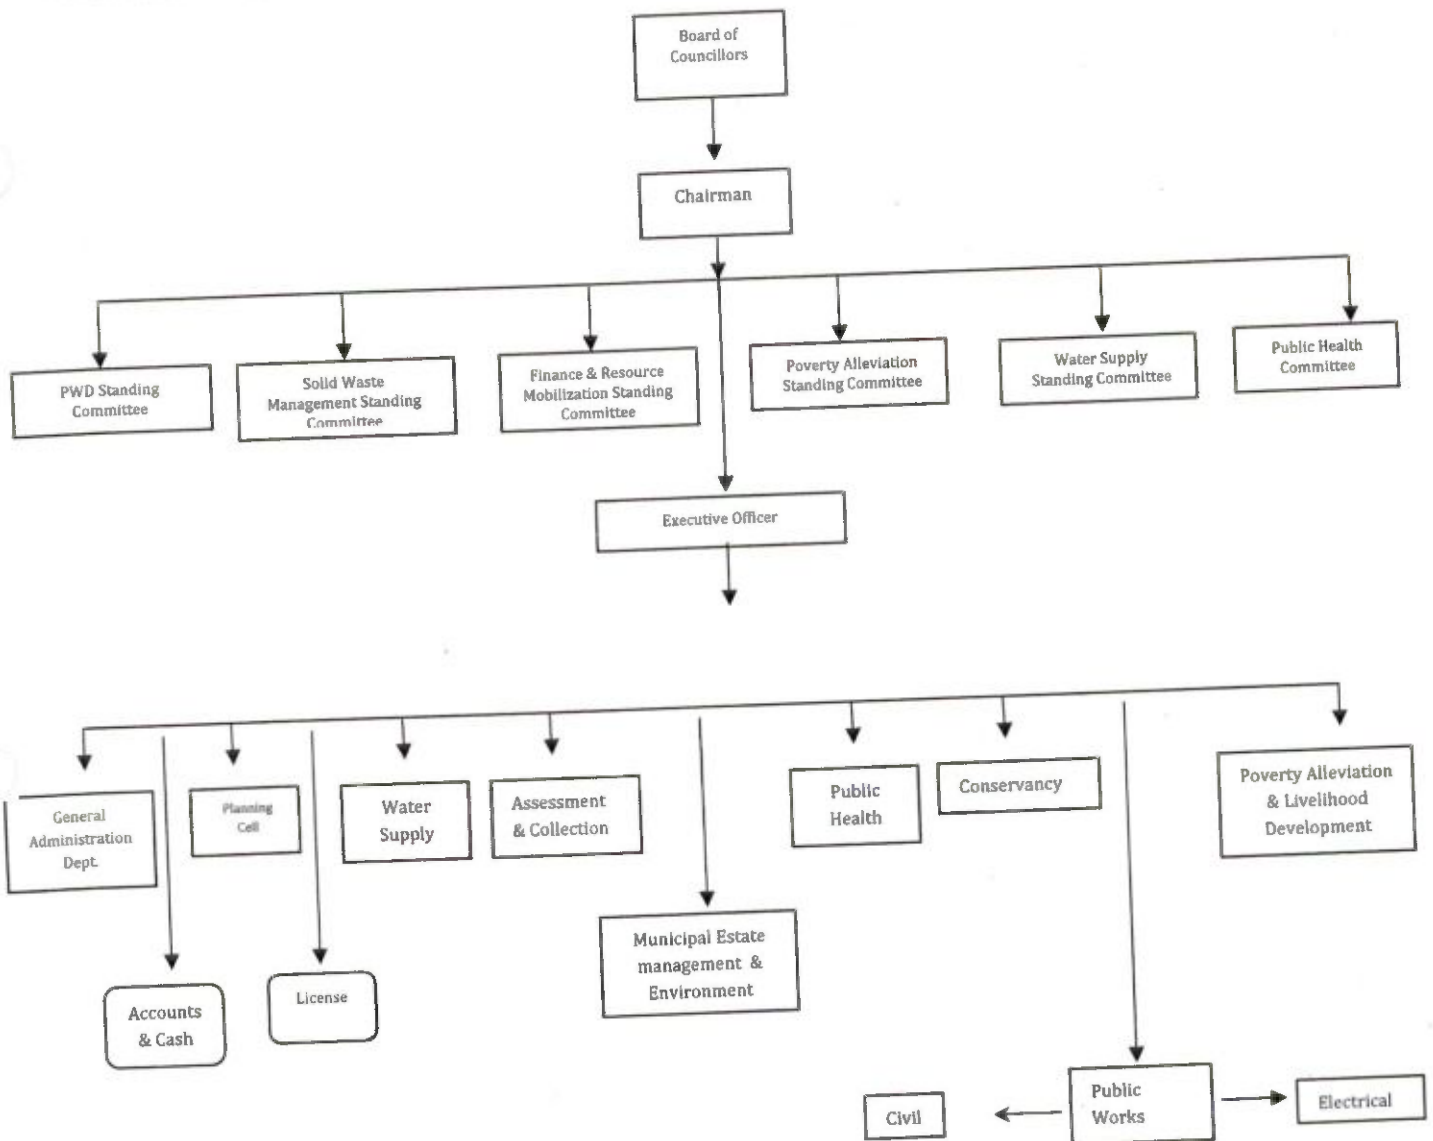 Board of
Councillors
Chairman
PWD Standing
Committee
Solid Waste
Management Standing
Committee
Finance & Resource
Mobilization Standing
Committee
Poverty Alleviation
Standing Committee
Water Supply
Standing Committee
Public Health
Committee
Executive Officer
General
Administration
Dept.
Planning
Cell
Water
Supply
Assessment
& Collection
Public
Health
Conservancy
Poverty Alleviation
& Livelihood
Development
Accounts
& Cash
License
Municipal Estate
management &
Environment
Civil
Public
Works
Electrical